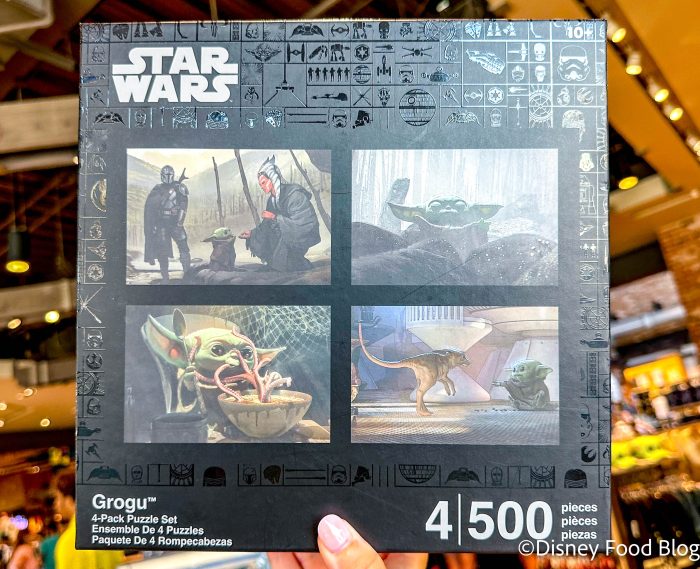 STAR
WARS
10+
Grogu™
4-Pack Puzzle Set
Ensemble De 4 Puzzles
Paquete De 4 Rompecabezas
4|500
pieces
pièces
piezas
©Disney Food Blog